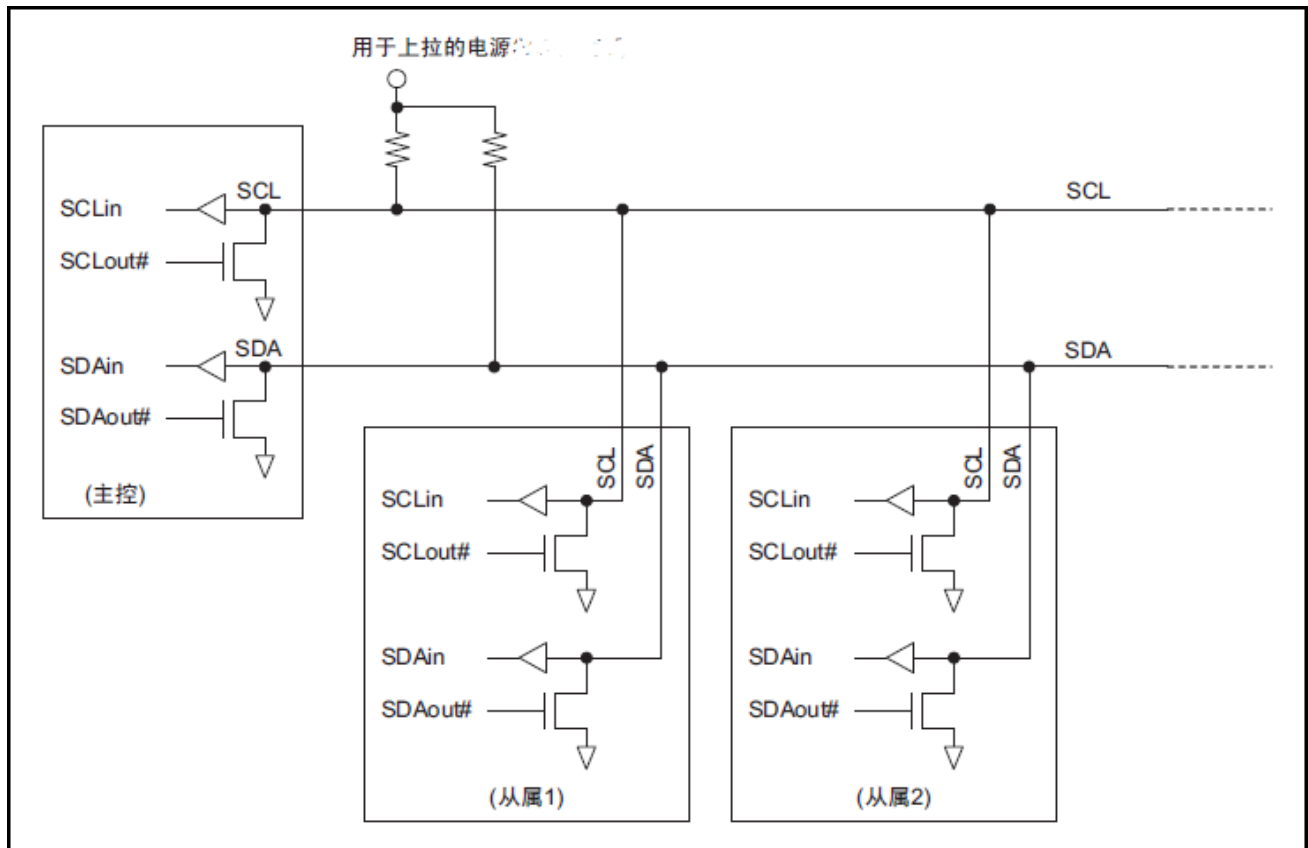 用于上拉的电源
SCL
SCLin
SCLout#
SDA
SDAin
SDAout#
(主控)
SCL
SDA
SCL
SDA
SCLin
SCLout#
SDAin
SDAout#
(从属1)
SCL
SDA
SCLin
SCLout#
SDAin
SDAout#
(从属2)